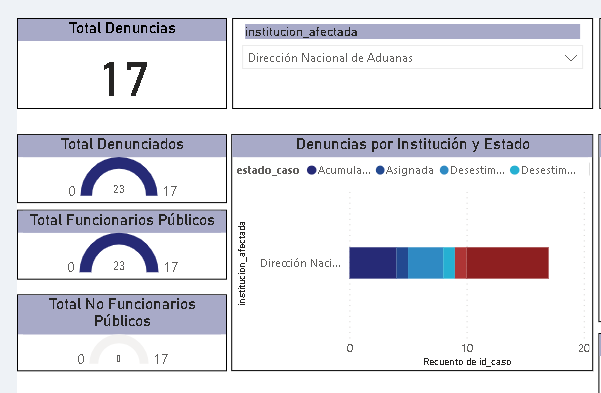 Total Denuncias
17
institucion_afectada
Dirección Nacional de Aduanas
Total Denunciados
0
23
17
Total Funcionarios Públicos
0
23
17
Total No Funcionarios
Públicos
0
0
17
Denuncias por Institución y Estado
estado_caso Acumula... Asignada Desestim... Desestim...
institucion_afectada
Dirección Naci...
0 10 20
Recuento de id_caso